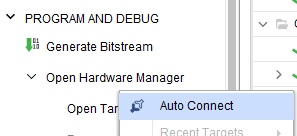 PROGRAM AND DEBUG
Generate Bitstream
Open Hardware Manager
Open Tar
Auto Connect
Recent Targets